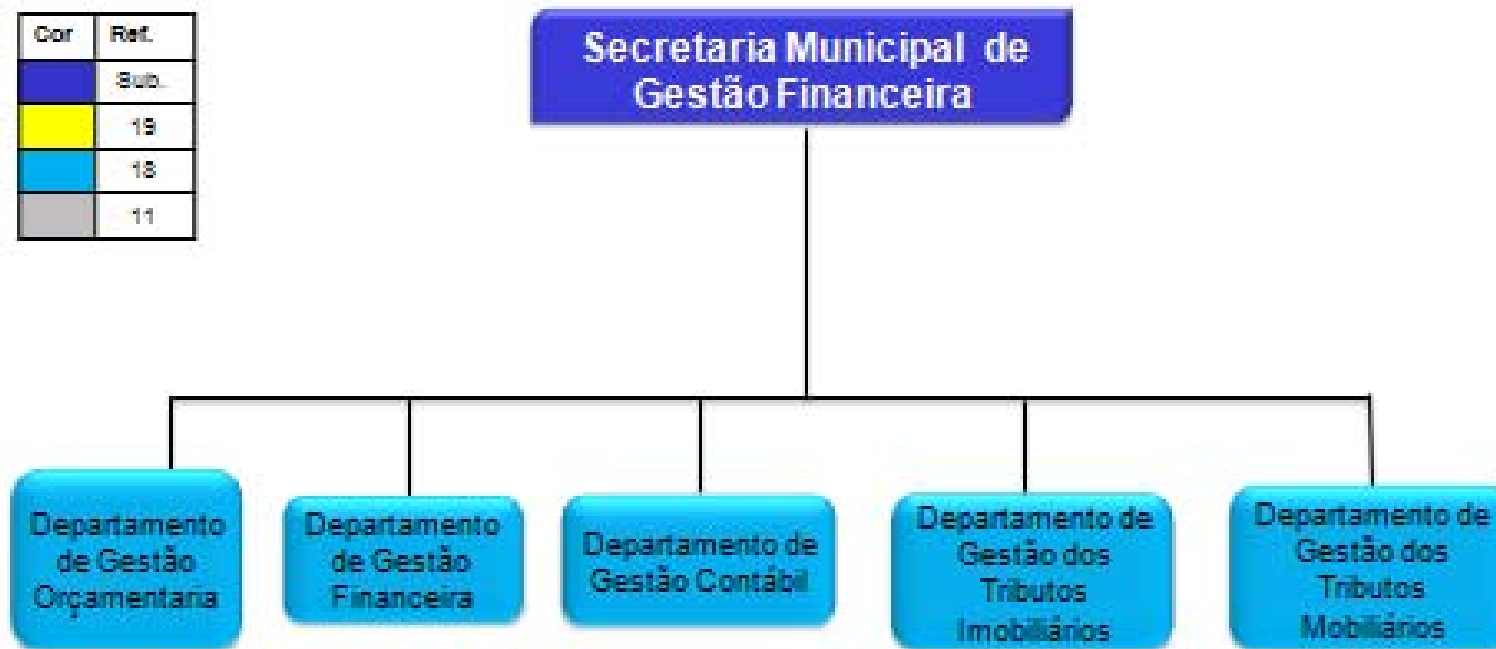 Cor Ref.
Sub.
19
18
11
Secretaria Municipal de
Gestão Financeira
Departamento
de Gestão
Orçamentaria
Departamento
de Gestão
Financeira
Departamento de
Gestão Contábil
Departamento de
Gestão dos
Tributos
Imobiliários
Departamento de
Gestão dos
Tributos
Mobiliários